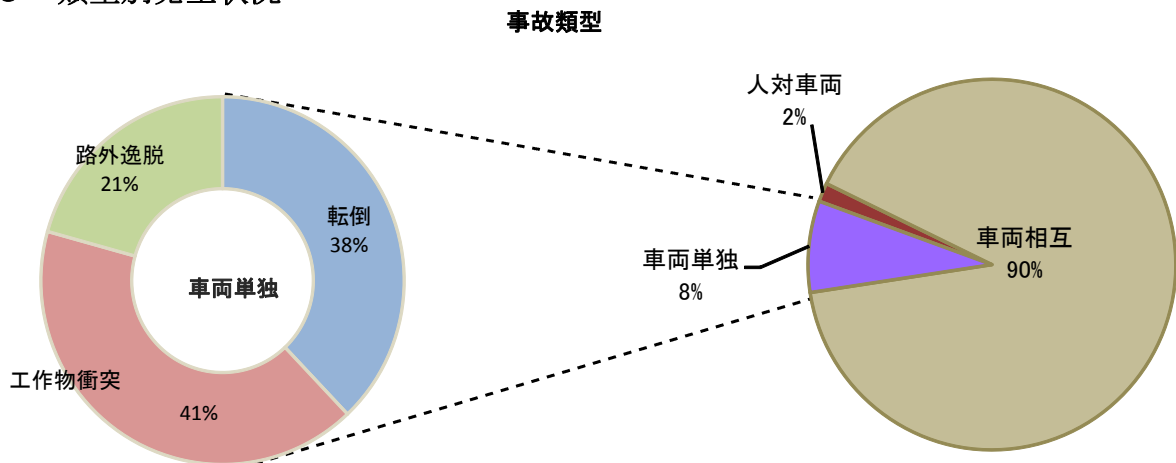 事故類型
人対車両
2%
路外逸脱
21%
転倒
38%
車両相互
90%
車両単独
8%
車両単独
工作物衝突
41%